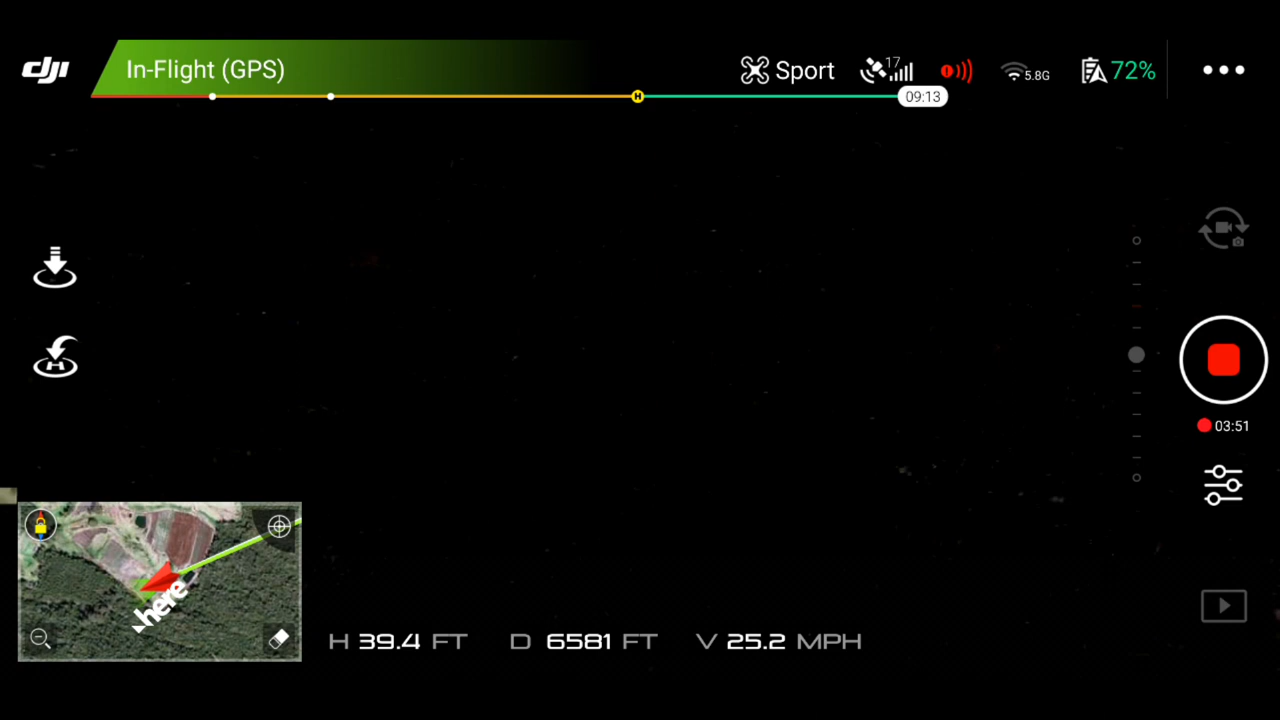 dji In-Flight (GPS) Sport 17 5.8G 72%
H 09:13
H
03:51
here
H 39.4 FT D 6581 FT V 25.2 MPH